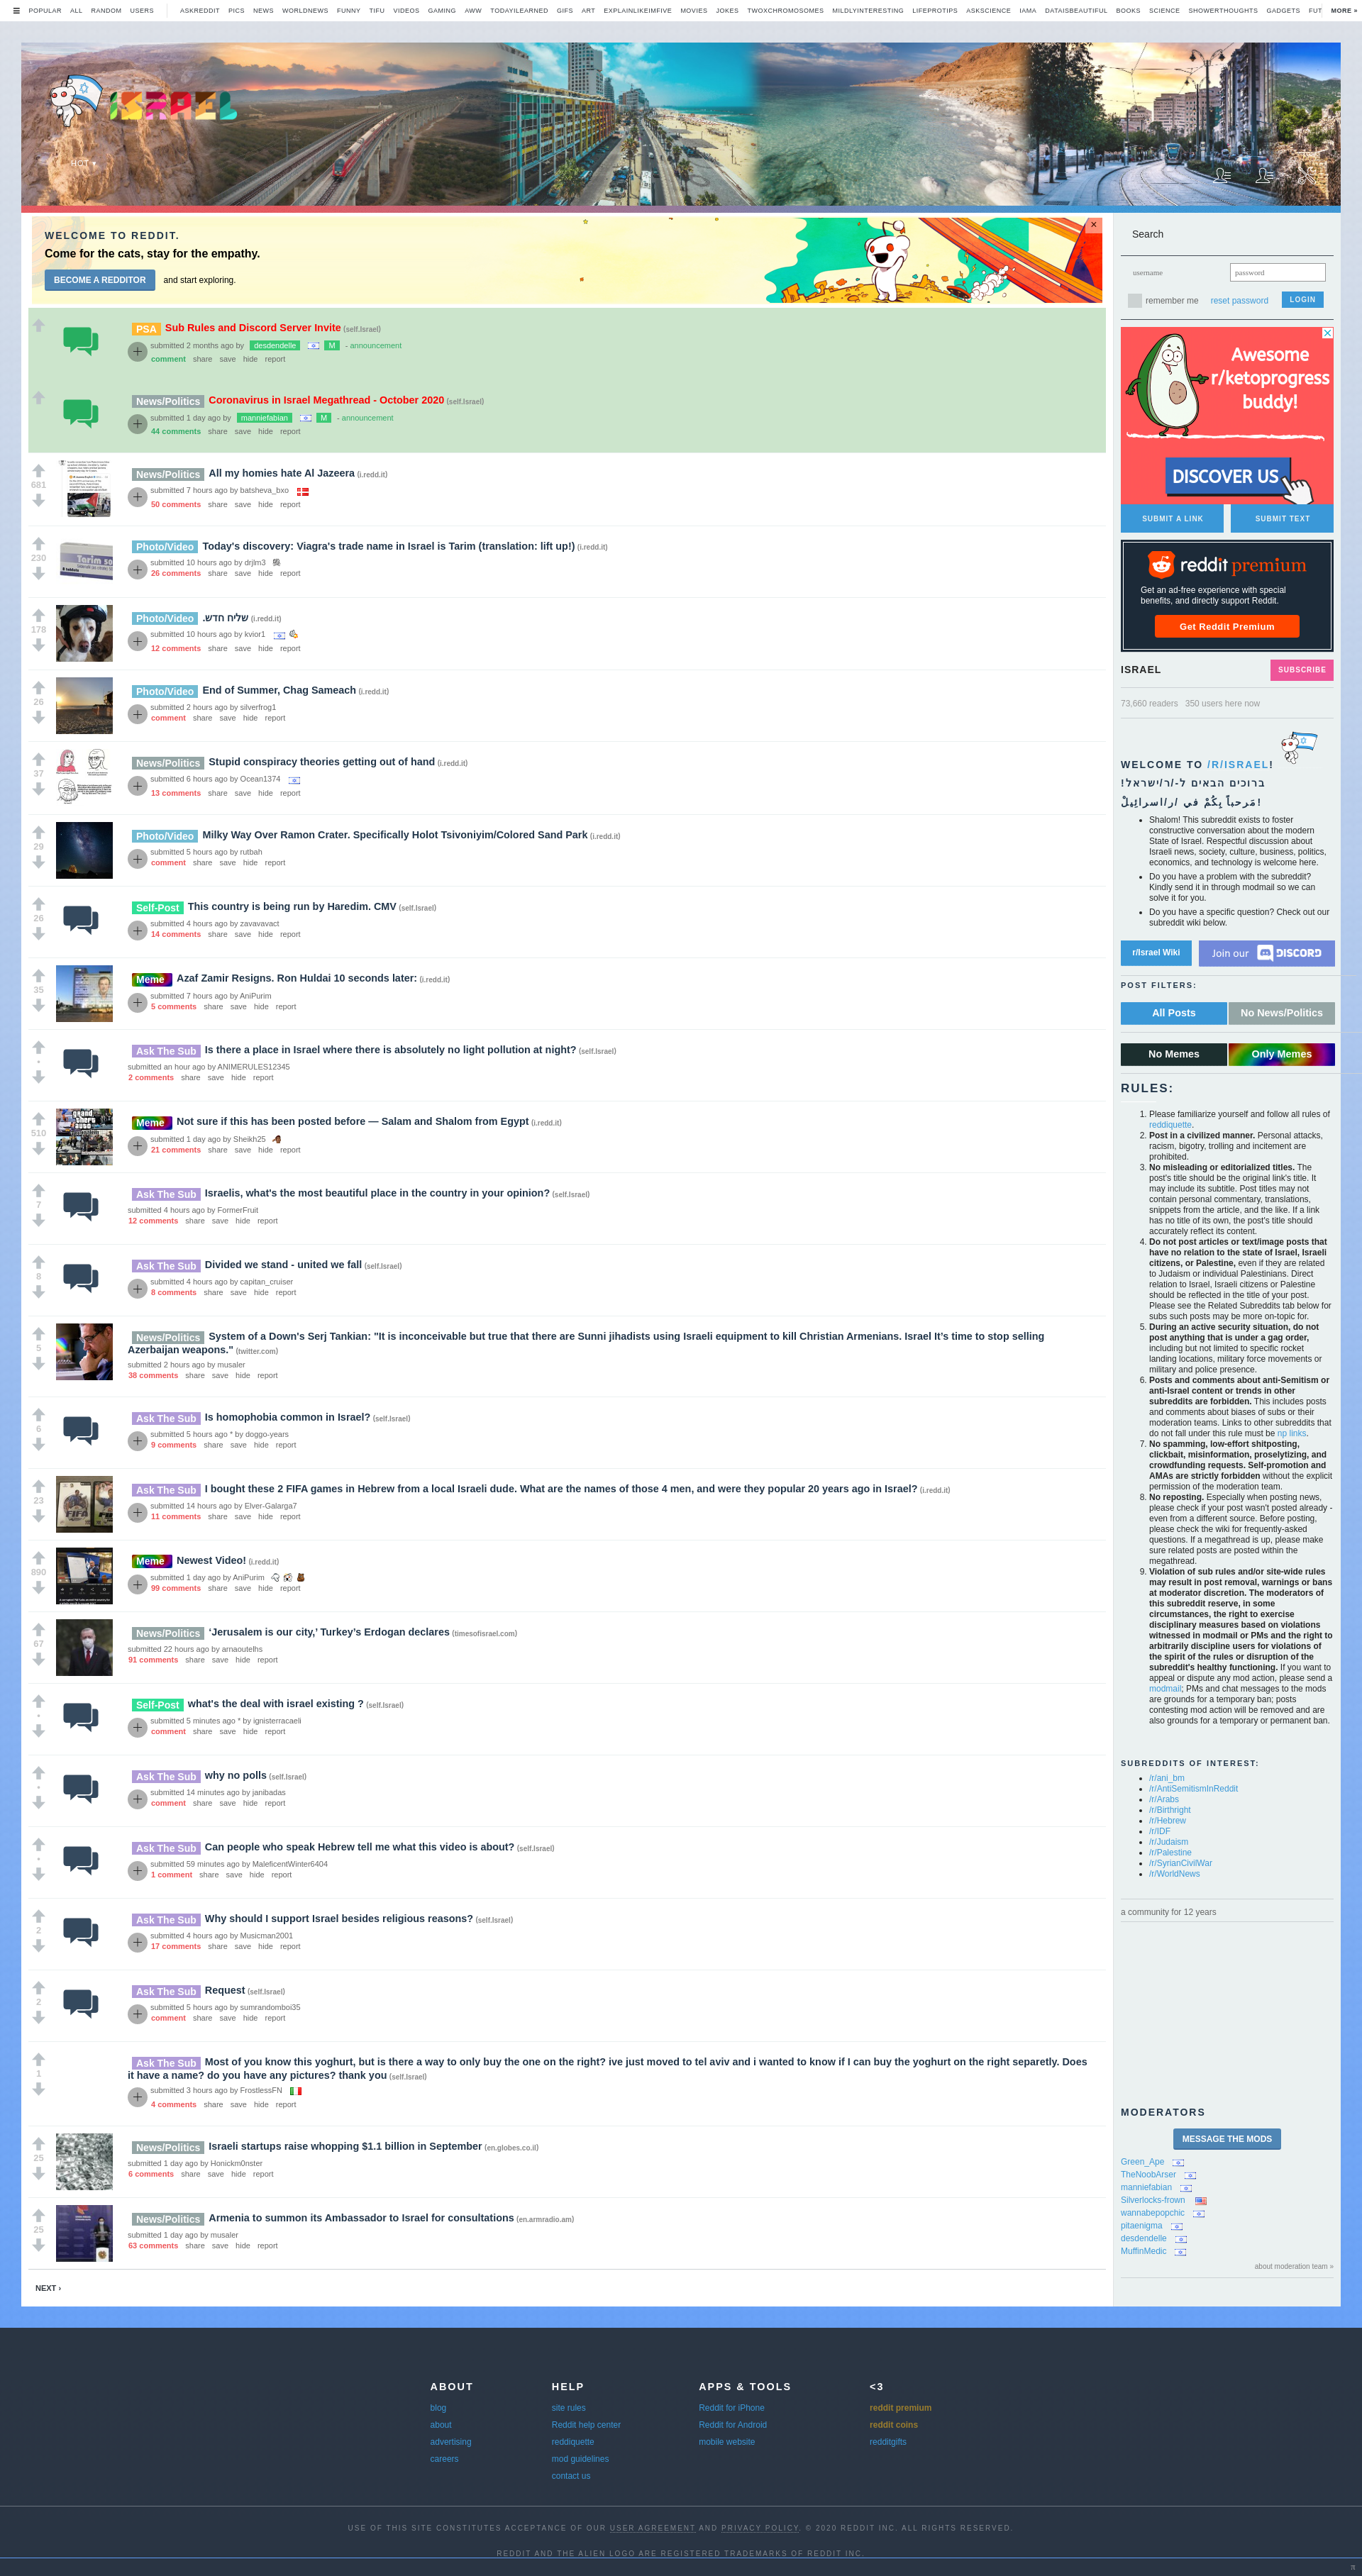 ≡ POPULAR ALL RANDOM USERS ASKREDDIT PICS NEWS WORLDNEWS FUNNY TIFU VIDEOS GAMING AWW TODAYILEARNED GIFS ART EXPLAINLIKEIMFIVE MOVIES JOKES TWOXCHROMOSOMES MILDLYINTERESTING LIFEPROTIPS ASKSCIENCE IAMA DATAISBEAUTIFUL BOOKS SCIENCE SHOWERTHOUGHTS GADGETS FUT MORE »
ISRAEL
HOT ▾
WELCOME TO REDDIT.
Come for the cats, stay for the empathy.
BECOME A REDDITOR and start exploring.
×
PSA Sub Rules and Discord Server Invite (self.Israel)
submitted 2 months ago by desdendelle M - announcement
comment share save hide report
News/Politics Coronavirus in Israel Megathread - October 2020 (self.Israel)
submitted 1 day ago by manniefabian M - announcement
44 comments share save hide report
681
News/Politics All my homies hate Al Jazeera (i.redd.it)
submitted 7 hours ago by batsheva_bxo
50 comments share save hide report
230
Tarim 50
Photo/Video Today's discovery: Viagra's trade name in Israel is Tarim (translation: lift up!) (i.redd.it)
submitted 10 hours ago by drjlm3
26 comments share save hide report
178
Photo/Video שליח חדש. (i.redd.it)
submitted 10 hours ago by kvior1
12 comments share save hide report
26
Photo/Video End of Summer, Chag Sameach (i.redd.it)
submitted 2 hours ago by silverfrog1
comment share save hide report
37
News/Politics Stupid conspiracy theories getting out of hand (i.redd.it)
submitted 6 hours ago by Ocean1374
13 comments share save hide report
29
Photo/Video Milky Way Over Ramon Crater. Specifically Holot Tsivoniyim/Colored Sand Park (i.redd.it)
submitted 5 hours ago by rutbah
comment share save hide report
26
Self-Post This country is being run by Haredim. CMV (self.Israel)
submitted 4 hours ago by zavavavact
14 comments share save hide report
35
Meme Azaf Zamir Resigns. Ron Huldai 10 seconds later: (i.redd.it)
submitted 7 hours ago by AniPurim
5 comments share save hide report
•
Ask The Sub Is there a place in Israel where there is absolutely no light pollution at night? (self.Israel)
submitted an hour ago by ANIMERULES12345
2 comments share save hide report
510
Meme Not sure if this has been posted before — Salam and Shalom from Egypt (i.redd.it)
submitted 1 day ago by Sheikh25
21 comments share save hide report
7
Ask The Sub Israelis, what's the most beautiful place in the country in your opinion? (self.Israel)
submitted 4 hours ago by FormerFruit
12 comments share save hide report
8
Ask The Sub Divided we stand - united we fall (self.Israel)
submitted 4 hours ago by capitan_cruiser
8 comments share save hide report
5
News/Politics System of a Down's Serj Tankian: "It is inconceivable but true that there are Sunni jihadists using Israeli equipment to kill Christian Armenians. Israel It’s time to stop selling
Azerbaijan weapons." (twitter.com)
submitted 2 hours ago by musaler
38 comments share save hide report
6
Ask The Sub Is homophobia common in Israel? (self.Israel)
submitted 5 hours ago * by doggo-years
9 comments share save hide report
23
FIFA
Ask The Sub I bought these 2 FIFA games in Hebrew from a local Israeli dude. What are the names of those 4 men, and were they popular 20 years ago in Israel? (i.redd.it)
submitted 14 hours ago by Elver-Galarga7
11 comments share save hide report
890
Meme Newest Video! (i.redd.it)
submitted 1 day ago by AniPurim
99 comments share save hide report
67
News/Politics ‘Jerusalem is our city,’ Turkey’s Erdogan declares (timesofisrael.com)
submitted 22 hours ago by arnaoutelhs
91 comments share save hide report
•
Self-Post what's the deal with israel existing ? (self.Israel)
submitted 5 minutes ago * by ignisterracaeli
comment share save hide report
•
Ask The Sub why no polls (self.Israel)
submitted 14 minutes ago by janibadas
comment share save hide report
•
Ask The Sub Can people who speak Hebrew tell me what this video is about? (self.Israel)
submitted 59 minutes ago by MaleficentWinter6404
1 comment share save hide report
2
Ask The Sub Why should I support Israel besides religious reasons? (self.Israel)
submitted 4 hours ago by Musicman2001
17 comments share save hide report
2
Ask The Sub Request (self.Israel)
submitted 5 hours ago by sumrandomboi35
comment share save hide report
1
Ask The Sub Most of you know this yoghurt, but is there a way to only buy the one on the right? ive just moved to tel aviv and i wanted to know if I can buy the yoghurt on the right separetly. Does
it have a name? do you have any pictures? thank you (self.Israel)
submitted 3 hours ago by FrostlessFN
4 comments share save hide report
25
News/Politics Israeli startups raise whopping $1.1 billion in September (en.globes.co.il)
submitted 1 day ago by Honickm0nster
6 comments share save hide report
25
News/Politics Armenia to summon its Ambassador to Israel for consultations (en.armradio.am)
submitted 1 day ago by musaler
63 comments share save hide report
NEXT ›
Search
username password
remember me reset password LOGIN
Awesome
r/ketoprogress
buddy!
DISCOVER US
SUBMIT A LINK SUBMIT TEXT
reddit premium
Get an ad-free experience with special
benefits, and directly support Reddit.
Get Reddit Premium
ISRAEL SUBSCRIBE
73,660 readers 350 users here now
WELCOME TO /R/ISRAEL!
ברוכים הבאים ל-/ר/ישראל!
مَرحباً بِكُمْ في /ر/اسرائِيلْ!
• Shalom! This subreddit exists to foster
constructive conversation about the modern
State of Israel. Respectful discussion about
Israeli news, society, culture, business, politics,
economics, and technology is welcome here.
• Do you have a problem with the subreddit?
Kindly send it in through modmail so we can
solve it for you.
• Do you have a specific question? Check out our
subreddit wiki below.
r/Israel Wiki Join our DISCORD
POST FILTERS:
All Posts No News/Politics
No Memes Only Memes
RULES:
1. Please familiarize yourself and follow all rules of
reddiquette.
2. Post in a civilized manner. Personal attacks,
racism, bigotry, trolling and incitement are
prohibited.
3. No misleading or editorialized titles. The
post's title should be the original link's title. It
may include its subtitle. Post titles may not
contain personal commentary, translations,
snippets from the article, and the like. If a link
has no title of its own, the post's title should
accurately reflect its content.
4. Do not post articles or text/image posts that
have no relation to the state of Israel, Israeli
citizens, or Palestine, even if they are related
to Judaism or individual Palestinians. Direct
relation to Israel, Israeli citizens or Palestine
should be reflected in the title of your post.
Please see the Related Subreddits tab below for
subs such posts may be more on-topic for.
5. During an active security situation, do not
post anything that is under a gag order,
including but not limited to specific rocket
landing locations, military force movements or
military and police presence.
6. Posts and comments about anti-Semitism or
anti-Israel content or trends in other
subreddits are forbidden. This includes posts
and comments about biases of subs or their
moderation teams. Links to other subreddits that
do not fall under this rule must be np links.
7. No spamming, low-effort shitposting,
clickbait, misinformation, proselytizing, and
crowdfunding requests. Self-promotion and
AMAs are strictly forbidden without the explicit
permission of the moderation team.
8. No reposting. Especially when posting news,
please check if your post wasn't posted already -
even from a different source. Before posting,
please check the wiki for frequently-asked
questions. If a megathread is up, please make
sure related posts are posted within the
megathread.
9. Violation of sub rules and/or site-wide rules
may result in post removal, warnings or bans
at moderator discretion. The moderators of
this subreddit reserve, in some
circumstances, the right to exercise
disciplinary measures based on violations
witnessed in modmail or PMs and the right to
arbitrarily discipline users for violations of
the spirit of the rules or disruption of the
subreddit's healthy functioning. If you want to
appeal or dispute any mod action, please send a
modmail; PMs and chat messages to the mods
are grounds for a temporary ban; posts
contesting mod action will be removed and are
also grounds for a temporary or permanent ban.
SUBREDDITS OF INTEREST:
• /r/ani_bm
• /r/AntiSemitismInReddit
• /r/Arabs
• /r/Birthright
• /r/Hebrew
• /r/IDF
• /r/Judaism
• /r/Palestine
• /r/SyrianCivilWar
• /r/WorldNews
a community for 12 years
MODERATORS
MESSAGE THE MODS
Green_Ape
TheNoobArser
manniefabian
Silverlocks-frown
wannabepopchic
pitaenigma
desdendelle
MuffinMedic
about moderation team »
ABOUT
blog
about
advertising
careers
HELP
site rules
Reddit help center
reddiquette
mod guidelines
contact us
APPS & TOOLS
Reddit for iPhone
Reddit for Android
mobile website
<3
reddit premium
reddit coins
redditgifts
USE OF THIS SITE CONSTITUTES ACCEPTANCE OF OUR USER AGREEMENT AND PRIVACY POLICY. © 2020 REDDIT INC. ALL RIGHTS RESERVED.
REDDIT AND THE ALIEN LOGO ARE REGISTERED TRADEMARKS OF REDDIT INC.
π